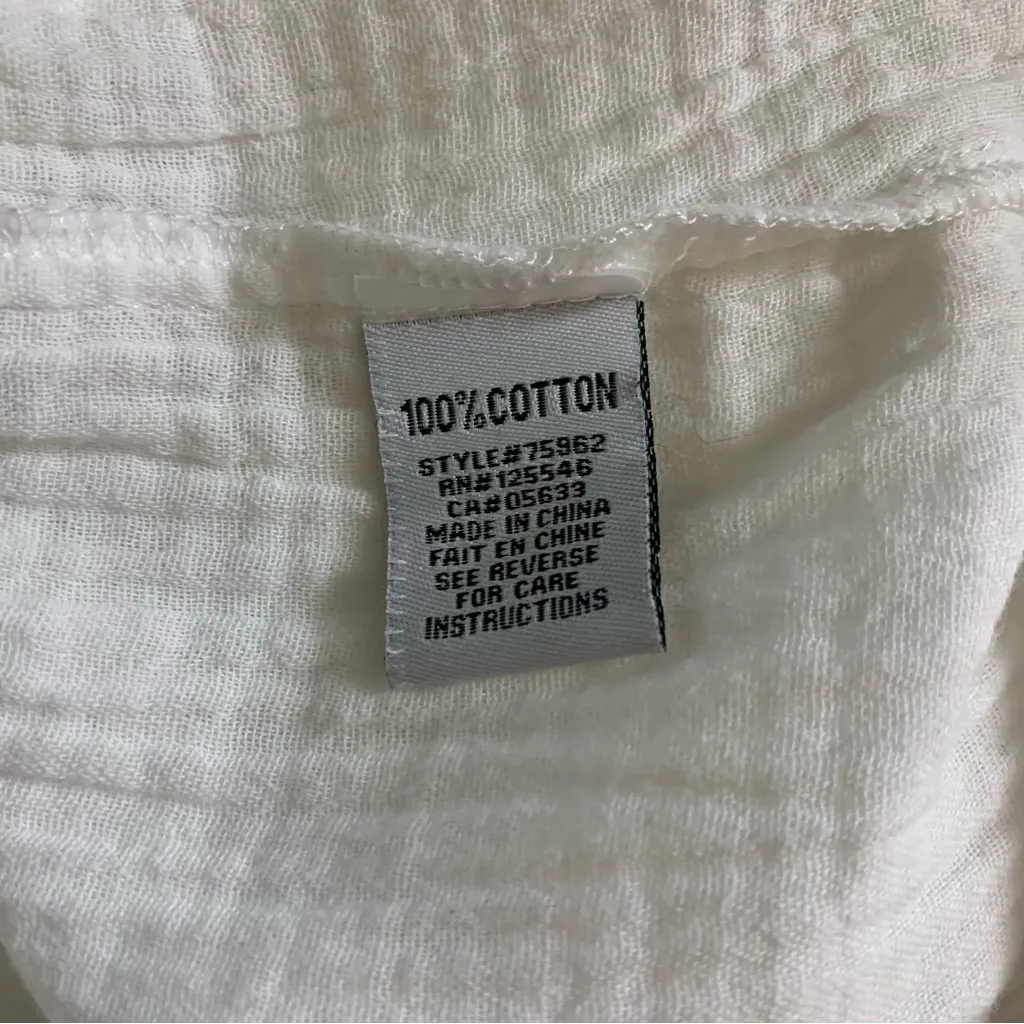 100%COTTON
STYLE#75962
RN#125546
CA#05633
MADE IN CHINA
FAIT EN CHINE
SEE REVERSE
FOR CARE
INSTRUCTIONS